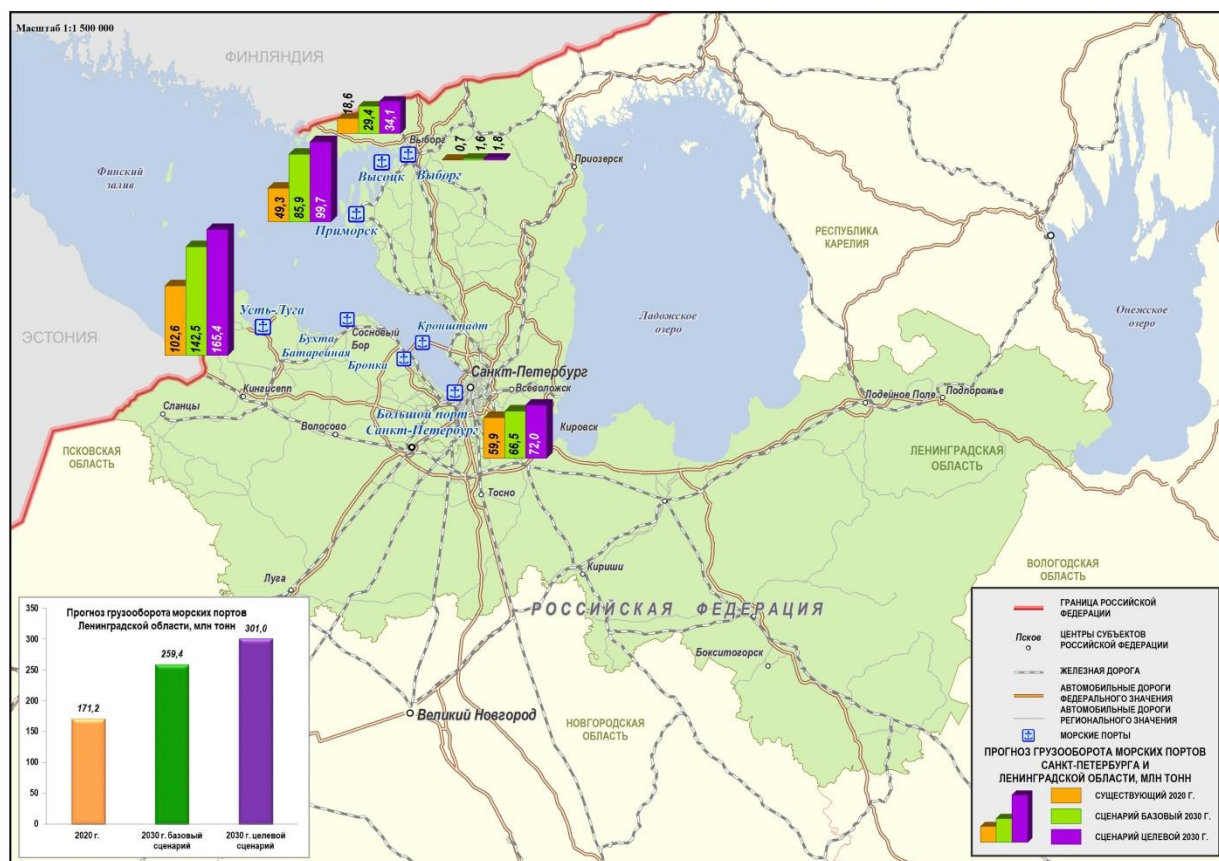 Масштаб 1:1 500 000
ФИНЛЯНДИЯ
18,6
29,4
34,1
Выборг
0,7
1,6
1,8
Финский
залив
Высоцк
Выборг
Приозерск
49,3
85,9
99,7
Приморск
РЕСПУБЛИКА
КАРЕЛИЯ
ЭСТОНИЯ
102,6
142,5
165,4
Усть-Луга
Бухта
Батарейная
Сосновый
Бор
Кронштадт
Бронка
Ладожское
озеро
Онежское
озеро
Санкт-Петербург
Всеволожск
Кингисепп
Сланцы
Волосово
Большой порт
Санкт-Петербург
59,9
66,5
72,0
Кировск
Лодейное Поле
Подпорожье
ПСКОВСКАЯ
ОБЛАСТЬ
ЛЕНИНГРАДСКАЯ
ОБЛАСТЬ
Тосно
Кириши
Луга
ВОЛОГОДСКАЯ
ОБЛАСТЬ
РОССИЙСКАЯ ФЕДЕРАЦИЯ
Бокситогорск
Великий Новгород
НОВГОРОДСКАЯ
ОБЛАСТЬ
Прогноз грузооборота морских портов
Ленинградской области, млн тонн
350
300
250
200
150
100
50
0
171,2
259,4
301,0
2020 г.
2030 г. базовый
сценарий
2030 г. целевой
сценарий
ГРАНИЦА РОССИЙСКОЙ
ФЕДЕРАЦИИ
Псков
ЦЕНТРЫ СУБЪЕКТОВ
РОССИЙСКОЙ ФЕДЕРАЦИИ
ЖЕЛЕЗНАЯ ДОРОГА
АВТОМОБИЛЬНЫЕ ДОРОГИ
ФЕДЕРАЛЬНОГО ЗНАЧЕНИЯ
АВТОМОБИЛЬНЫЕ ДОРОГИ
РЕГИОНАЛЬНОГО ЗНАЧЕНИЯ
МОРСКИЕ ПОРТЫ
ПРОГНОЗ ГРУЗООБОРОТА МОРСКИХ ПОРТОВ
САНКТ-ПЕТЕРБУРГА И
ЛЕНИНГРАДСКОЙ ОБЛАСТИ, МЛН ТОНН
СУЩЕСТВУЮЩИЙ 2020 Г.
СЦЕНАРИЙ БАЗОВЫЙ 2030 Г.
СЦЕНАРИЙ ЦЕЛЕВОЙ 2030 Г.